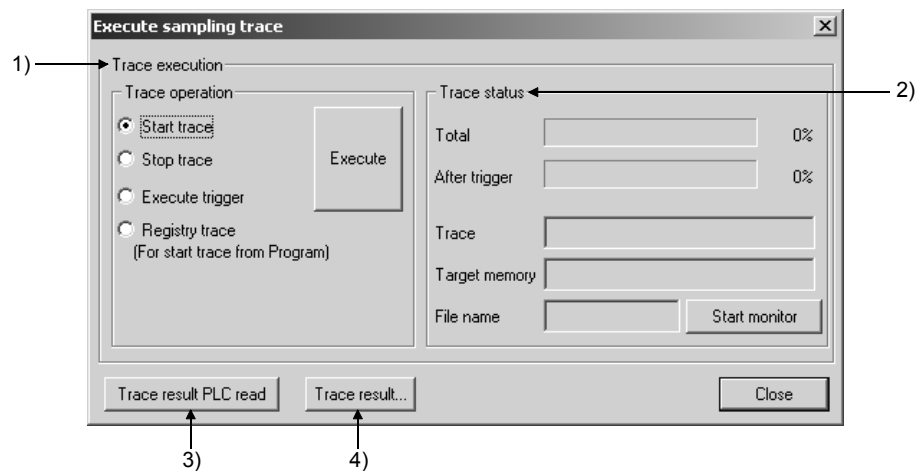 Execute sampling trace
1)
Trace execution
Trace operation
Start trace
Stop trace
Execute trigger
Registry trace
(For start trace from Program)
Execute
Trace status
2)
Total
0%
After trigger
0%
Trace
Target memory
File name
Start monitor
Trace result PLC read
Trace result...
Close
3)
4)